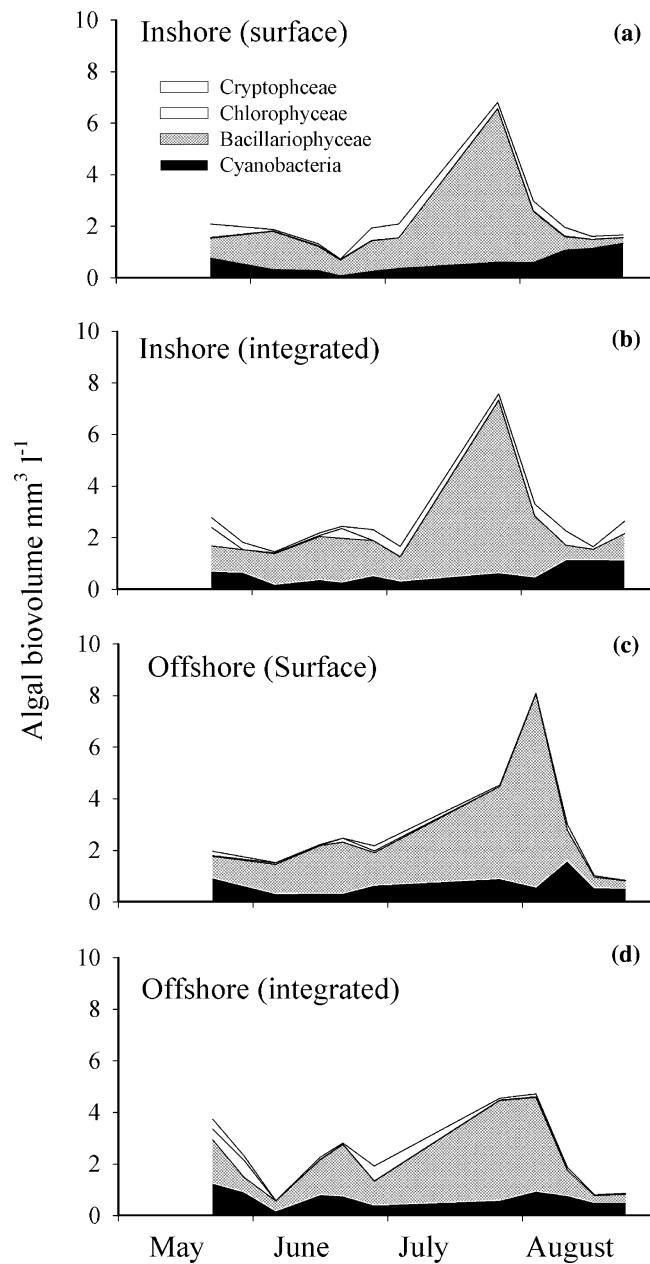 Algal biovolume mm³ l⁻¹
10
8
6
4
2
0
Inshore (surface)
(a)
Cryptophceae
Chlorophyceae
Bacillariophyceae
Cyanobacteria
10
8
6
4
2
0
Inshore (integrated)
(b)
10
8
6
4
2
0
Offshore (Surface)
(c)
10
8
6
4
2
0
Offshore (integrated)
(d)
May June July August